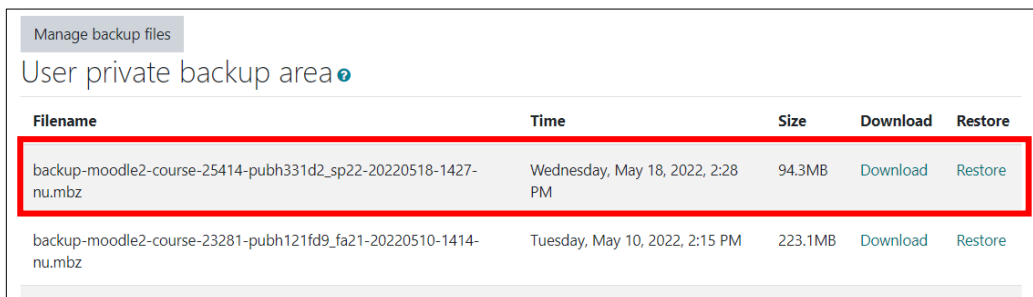 Manage backup files
User private backup area
Filename Time Size Download Restore
backup-moodle2-course-25414-pubh331d2_sp22-20220518-1427- Wednesday, May 18, 2022, 2:28 94.3MB Download Restore
nu.mbz PM
backup-moodle2-course-23281-pubh121fd9_fa21-20220510-1414- Tuesday, May 10, 2022, 2:15 PM 223.1MB Download Restore
nu.mbz